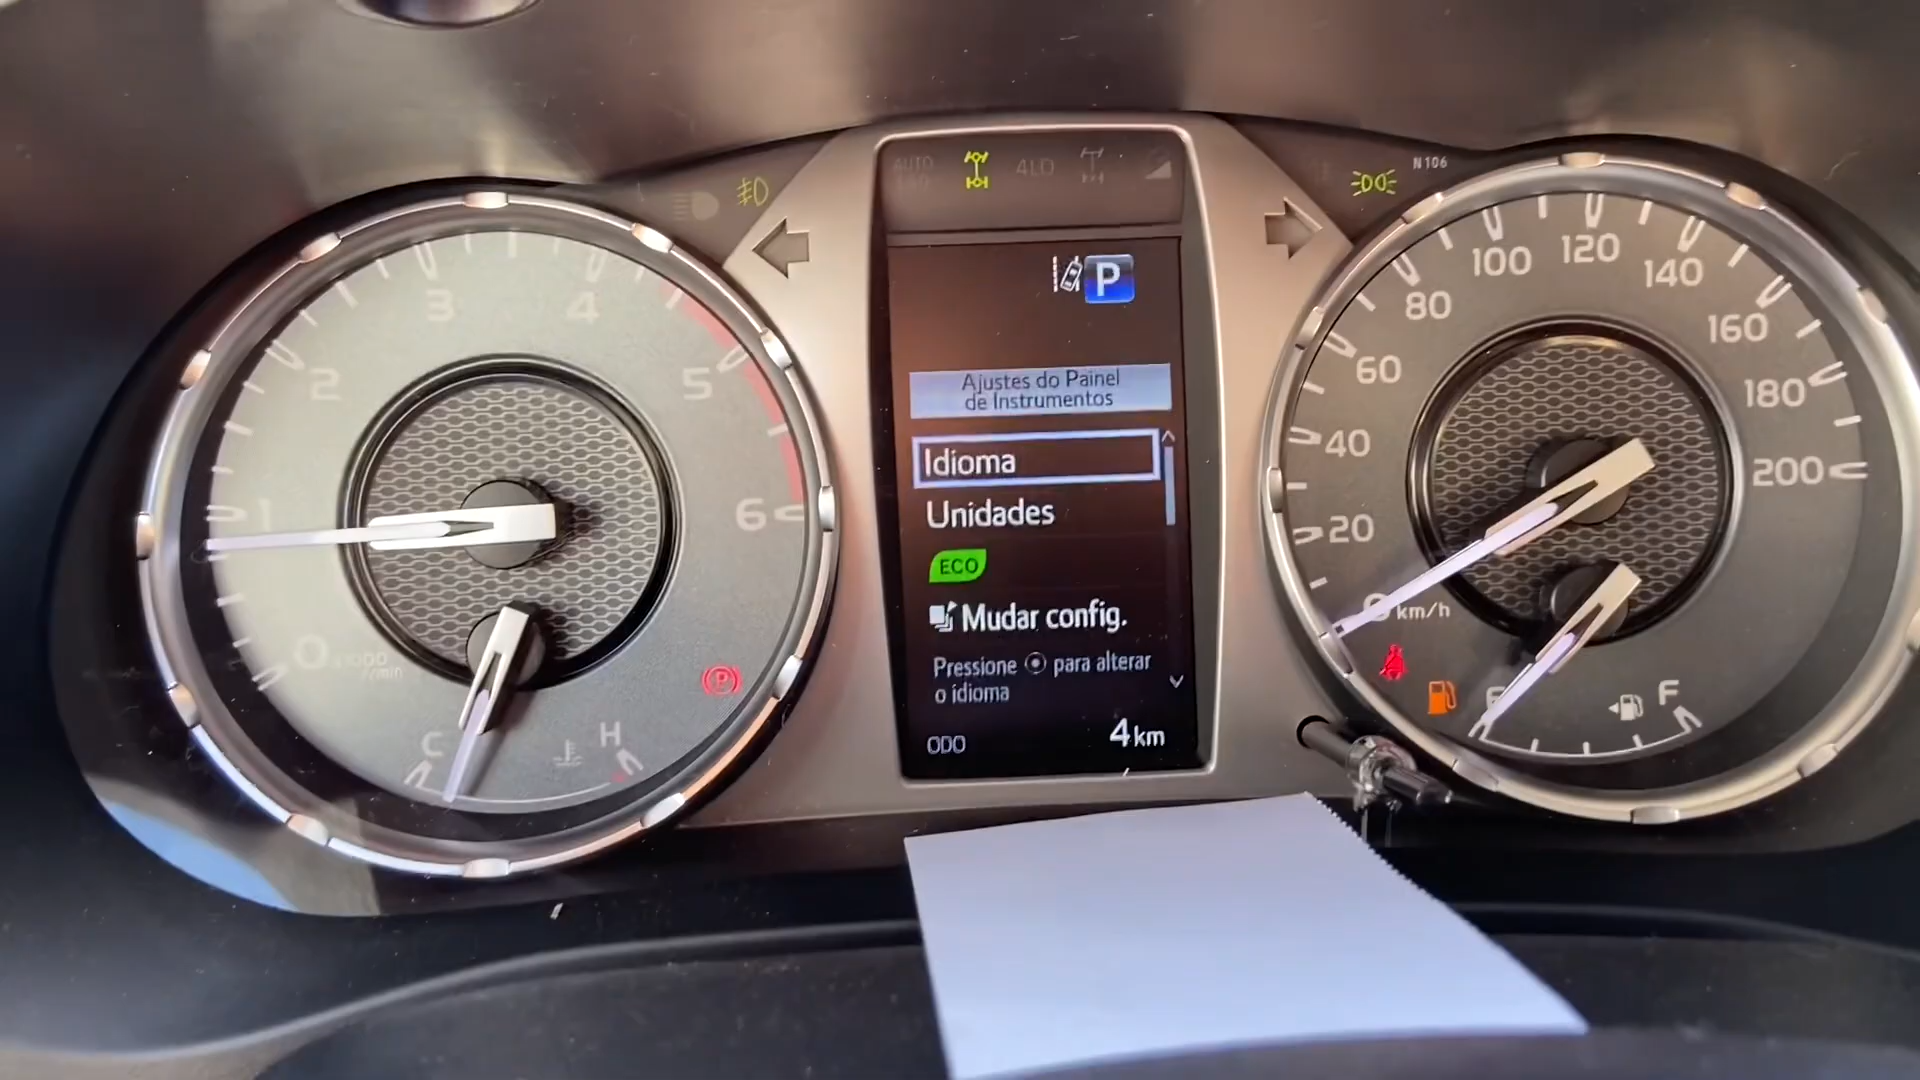 4LO
N106
P
Ajustes do Painel
de Instrumentos
Idioma
Unidades
ECO
Mudar config.
Pressione para alterar
o idioma
ODO 4 km
0
1
2
3
4
5
6
x1000
r/min
C
H
P
0 km/h
20
40
60
80
100
120
140
160
180
200
E
F